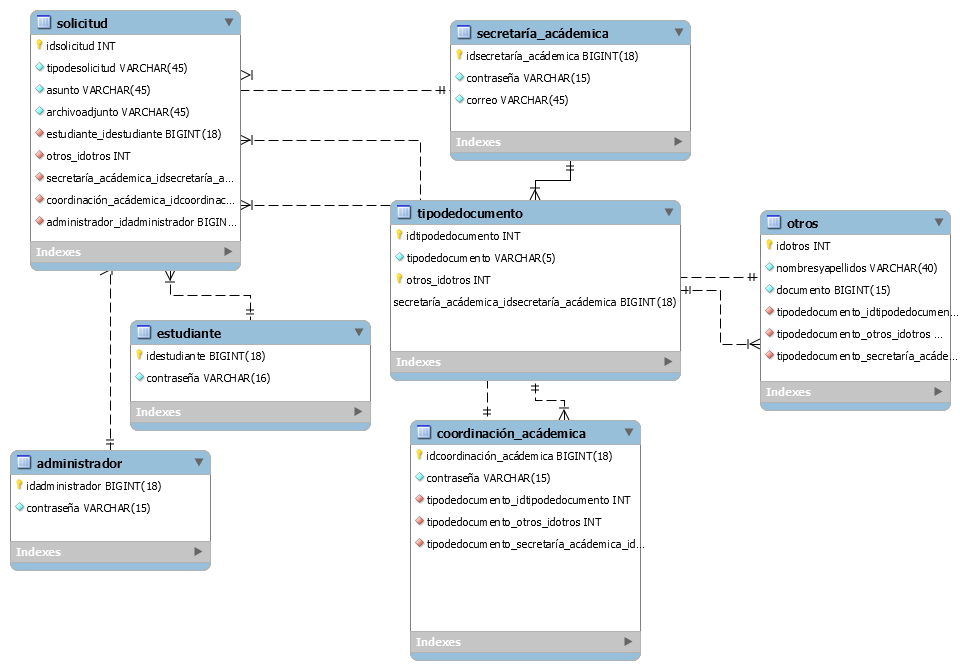 solicitud
idsolicitud INT
tipodesolicitud VARCHAR(45)
asunto VARCHAR(45)
archivoadjunto VARCHAR(45)
estudiante_idestudiante BIGINT(18)
otros_idotros INT
secretaría_acádemica_idsecretaría_a...
coordinación_acádemica_idcoordinac...
administrador_idadministrador BIGIN...
Indexes
secretaría_acádemica
idsecretaría_acádemica BIGINT(18)
contraseña VARCHAR(15)
correo VARCHAR(45)
Indexes
tipodedocumento
idtipodedocumento INT
tipodedocumento VARCHAR(5)
otros_idotros INT
secretaría_acádemica_idsecretaría_acádemica BIGINT(18)
Indexes
otros
idotros INT
nombresyapellidos VARCHAR(40)
documento BIGINT(15)
tipodedocumento_idtipodedocumen...
tipodedocumento_otros_idotros ...
tipodedocumento_secretaría_acáde...
Indexes
estudiante
idestudiante BIGINT(18)
contraseña VARCHAR(16)
Indexes
coordinación_acádemica
idcoordinación_acádemica BIGINT(18)
contraseña VARCHAR(15)
tipodedocumento_idtipodedocumento INT
tipodedocumento_otros_idotros INT
tipodedocumento_secretaría_acádemica_id...
Indexes
administrador
idadministrador BIGINT(18)
contraseña VARCHAR(15)
Indexes